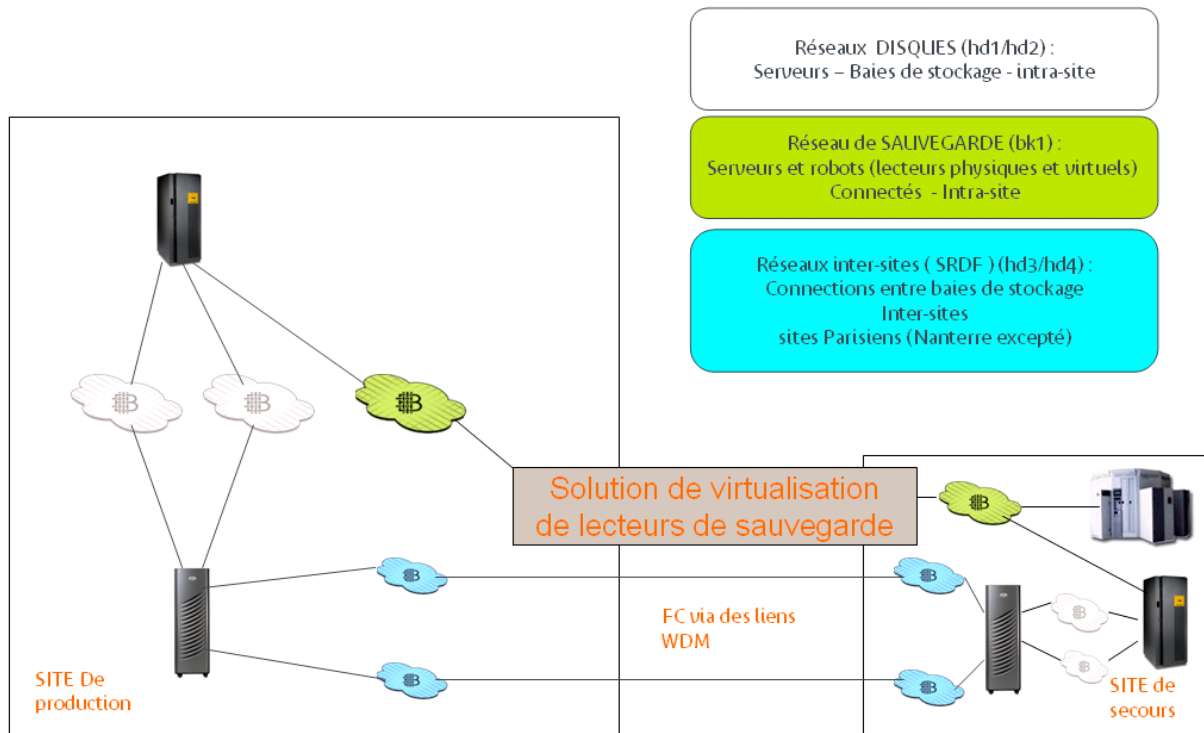 Réseaux DISQUES (hd1/hd2) :
Serveurs – Baies de stockage - intra-site
Réseau de SAUVEGARDE (bk1) :
Serveurs et robots (lecteurs physiques et virtuels)
Connectés - Intra-site
Réseaux inter-sites ( SRDF ) (hd3/hd4) :
Connections entre baies de stockage
Inter-sites
sites Parisiens (Nanterre excepté)
Solution de virtualisation
de lecteurs de sauvegarde
FC via des liens
WDM
SITE De
production
SITE de
secours